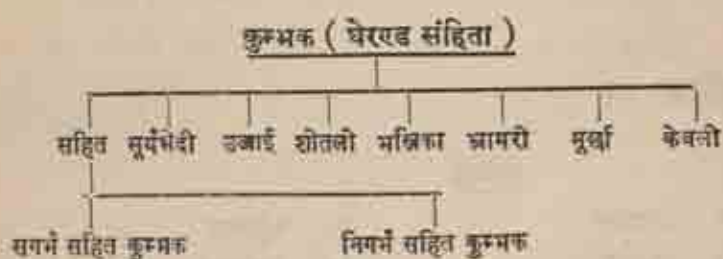 कुम्भक ( घेरण्ड संहिता )
सहित सूर्यभेदी उज्जाई शीतली भस्त्रिका भ्रामरी मूर्छा केवली
सगर्भ सहित कुम्भक निगर्भ सहित कुम्भक